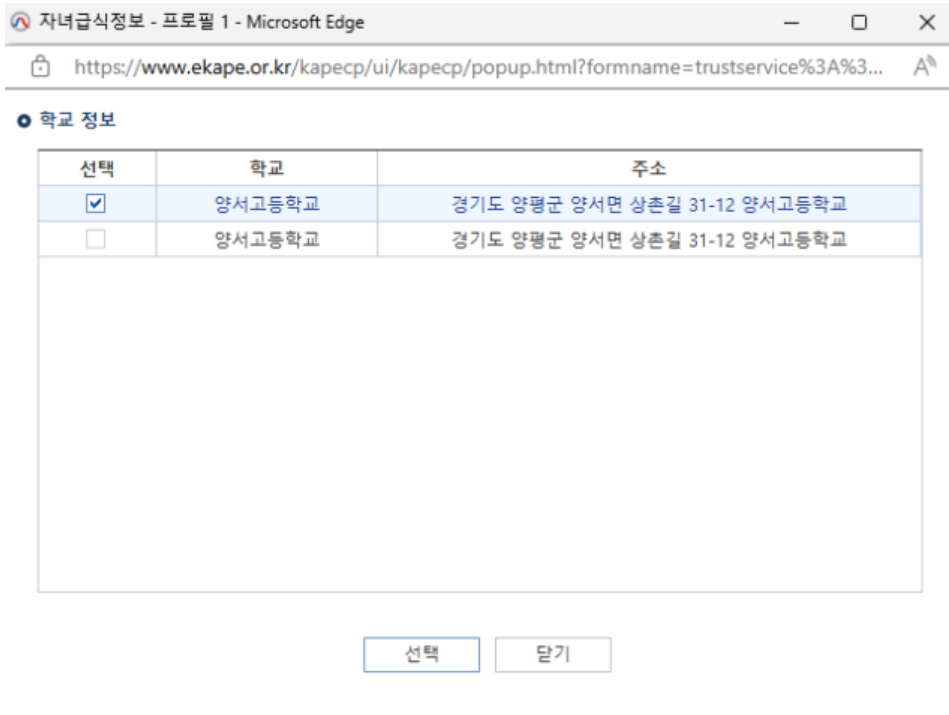 자녀급식정보 - 프로필 1 - Microsoft Edge
https://www.ekape.or.kr/kapecp/ui/kapecp/popup.html?formname=trustservice%3A%3...
학교 정보
선택 학교 주소
양서고등학교 경기도 양평군 양서면 상촌길 31-12 양서고등학교
양서고등학교 경기도 양평군 양서면 상촌길 31-12 양서고등학교
선택 닫기